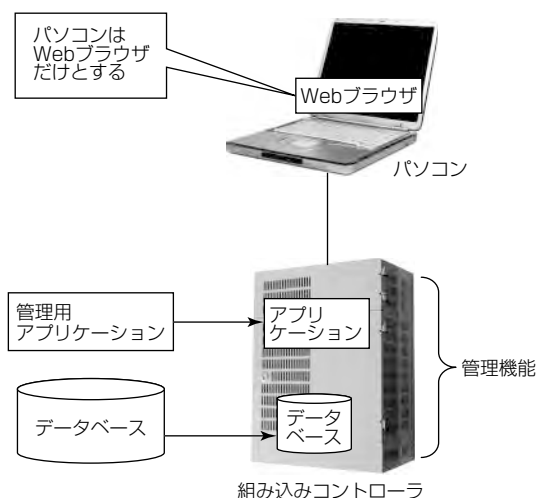 パソコンは
Webブラウザ
だけとする
Webブラウザ
パソコン
管理用
アプリケーション
アプリ
ケーション
管理機能
データベース
データ
ベース
組み込みコントローラ